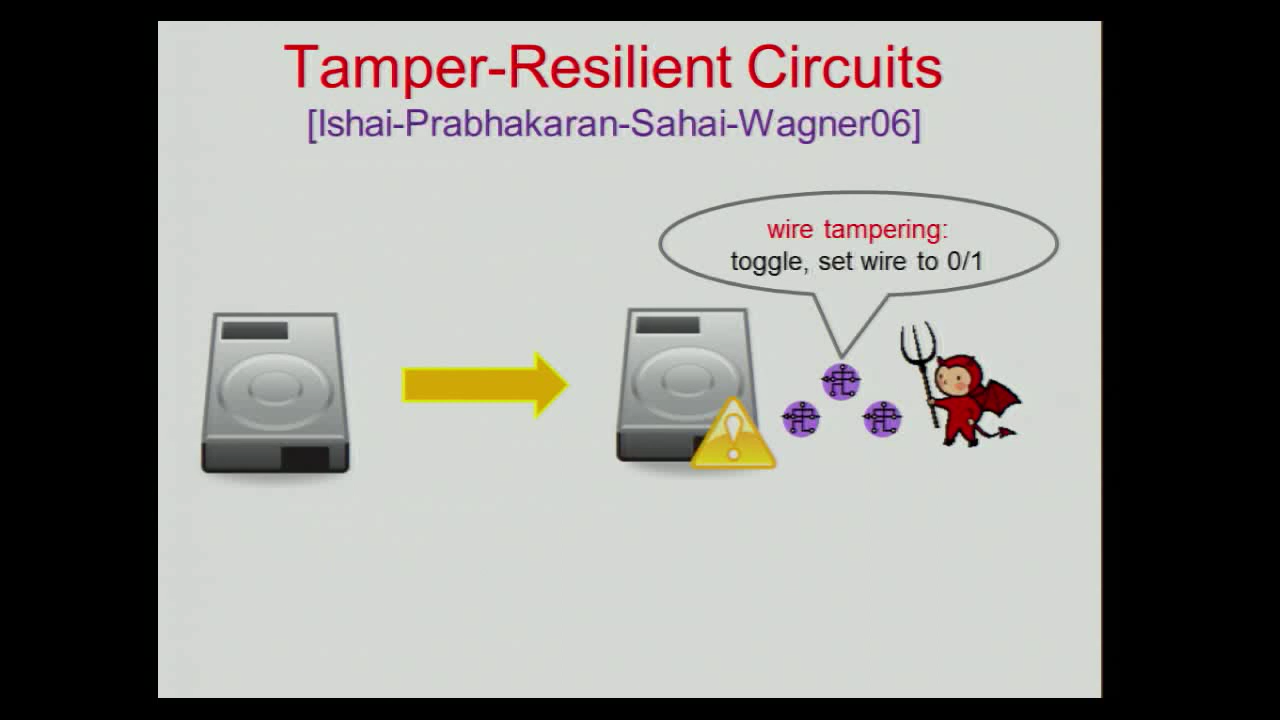 Tamper-Resilient Circuits
[Ishai-Prabhakaran-Sahai-Wagner06]
wire tampering:
toggle, set wire to 0/1